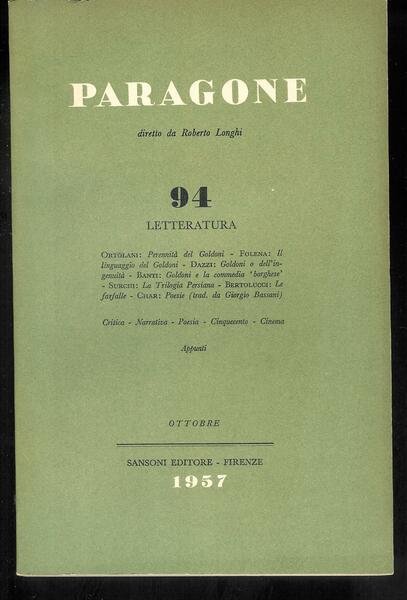 PARAGONE
diretto da Roberto Longhi
94
LETTERATURA
ORTOLANI: Perennità del Goldoni - FOLENA: Il
linguaggio del Goldoni - DAZZI: Goldoni o dell'in-
genuità - BANTI: Goldoni e la commedia 'borghese'
- SURCHI: La Trilogia Persiana - BERTOLUCCI: Le
farfalle - CHAR: Poesie (trad. da Giorgio Bassani)
Critica - Narrativa - Poesia - Cinquecento - Cinema
Appunti
OTTOBRE
SANSONI EDITORE - FIRENZE
1957